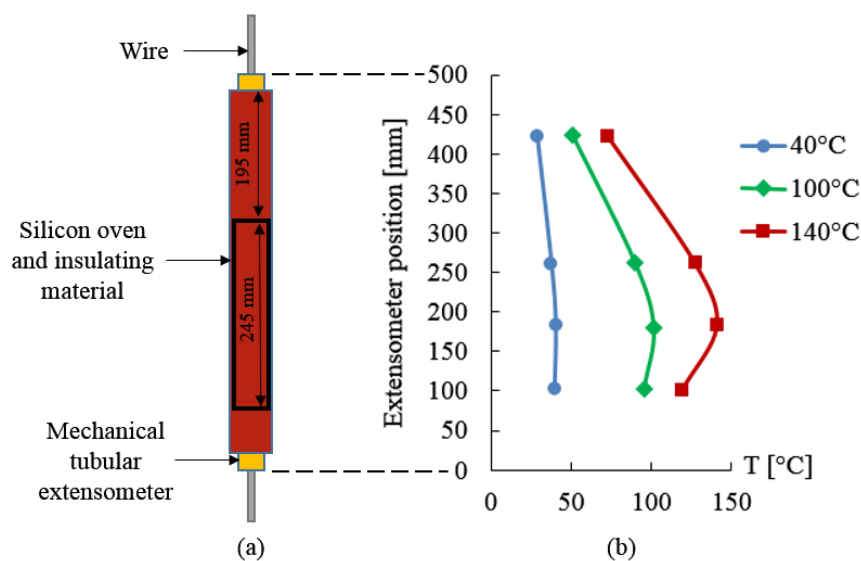 Wire
195 mm
Silicon oven
and insulating
material
245 mm
Mechanical
tubular
extensometer
(a)
Extensometer position [mm]
500
450
400
350
300
250
200
150
100
50
0
0
50
100
150
T [°C]
40°C
100°C
140°C
(b)